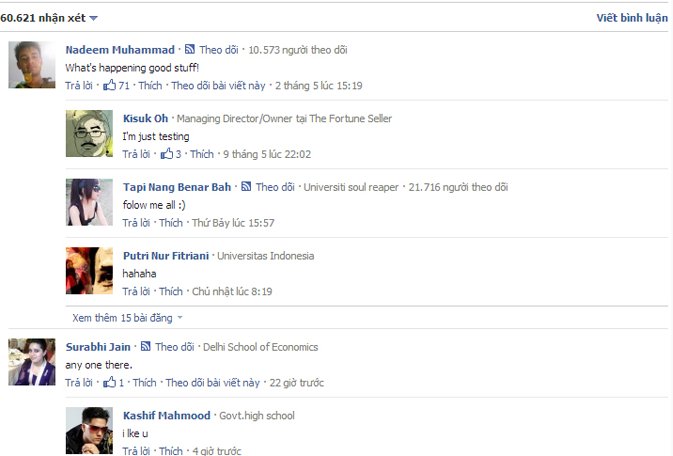 60.621 nhận xét
Viết bình luận
Nadeem Muhammad · Theo dõi · 10.573 người theo dõi
What's happening good stuff!
Trả lời · 71 · Thích · Theo dõi bài viết này · 2 tháng 5 lúc 15:19
Kisuk Oh · Managing Director/Owner tại The Fortune Seller
I'm just testing
Trả lời · 3 · Thích · 9 tháng 5 lúc 22:02
Tapi Nang Benar Bah · Theo dõi · Universiti soul reaper · 21.716 người theo dõi
folow me all :)
Trả lời · Thích · Thứ Bảy lúc 15:57
Putri Nur Fitriani · Universitas Indonesia
hahaha
Trả lời · Thích · Chủ nhật lúc 8:19
Xem thêm 15 bài đăng
Surabhi Jain · Theo dõi · Delhi School of Economics
any one there.
Trả lời · 1 · Thích · Theo dõi bài viết này · 22 giờ trước
Kashif Mahmood · Govt.high school
i lke u
Trả lời · Thích · 4 giờ trước